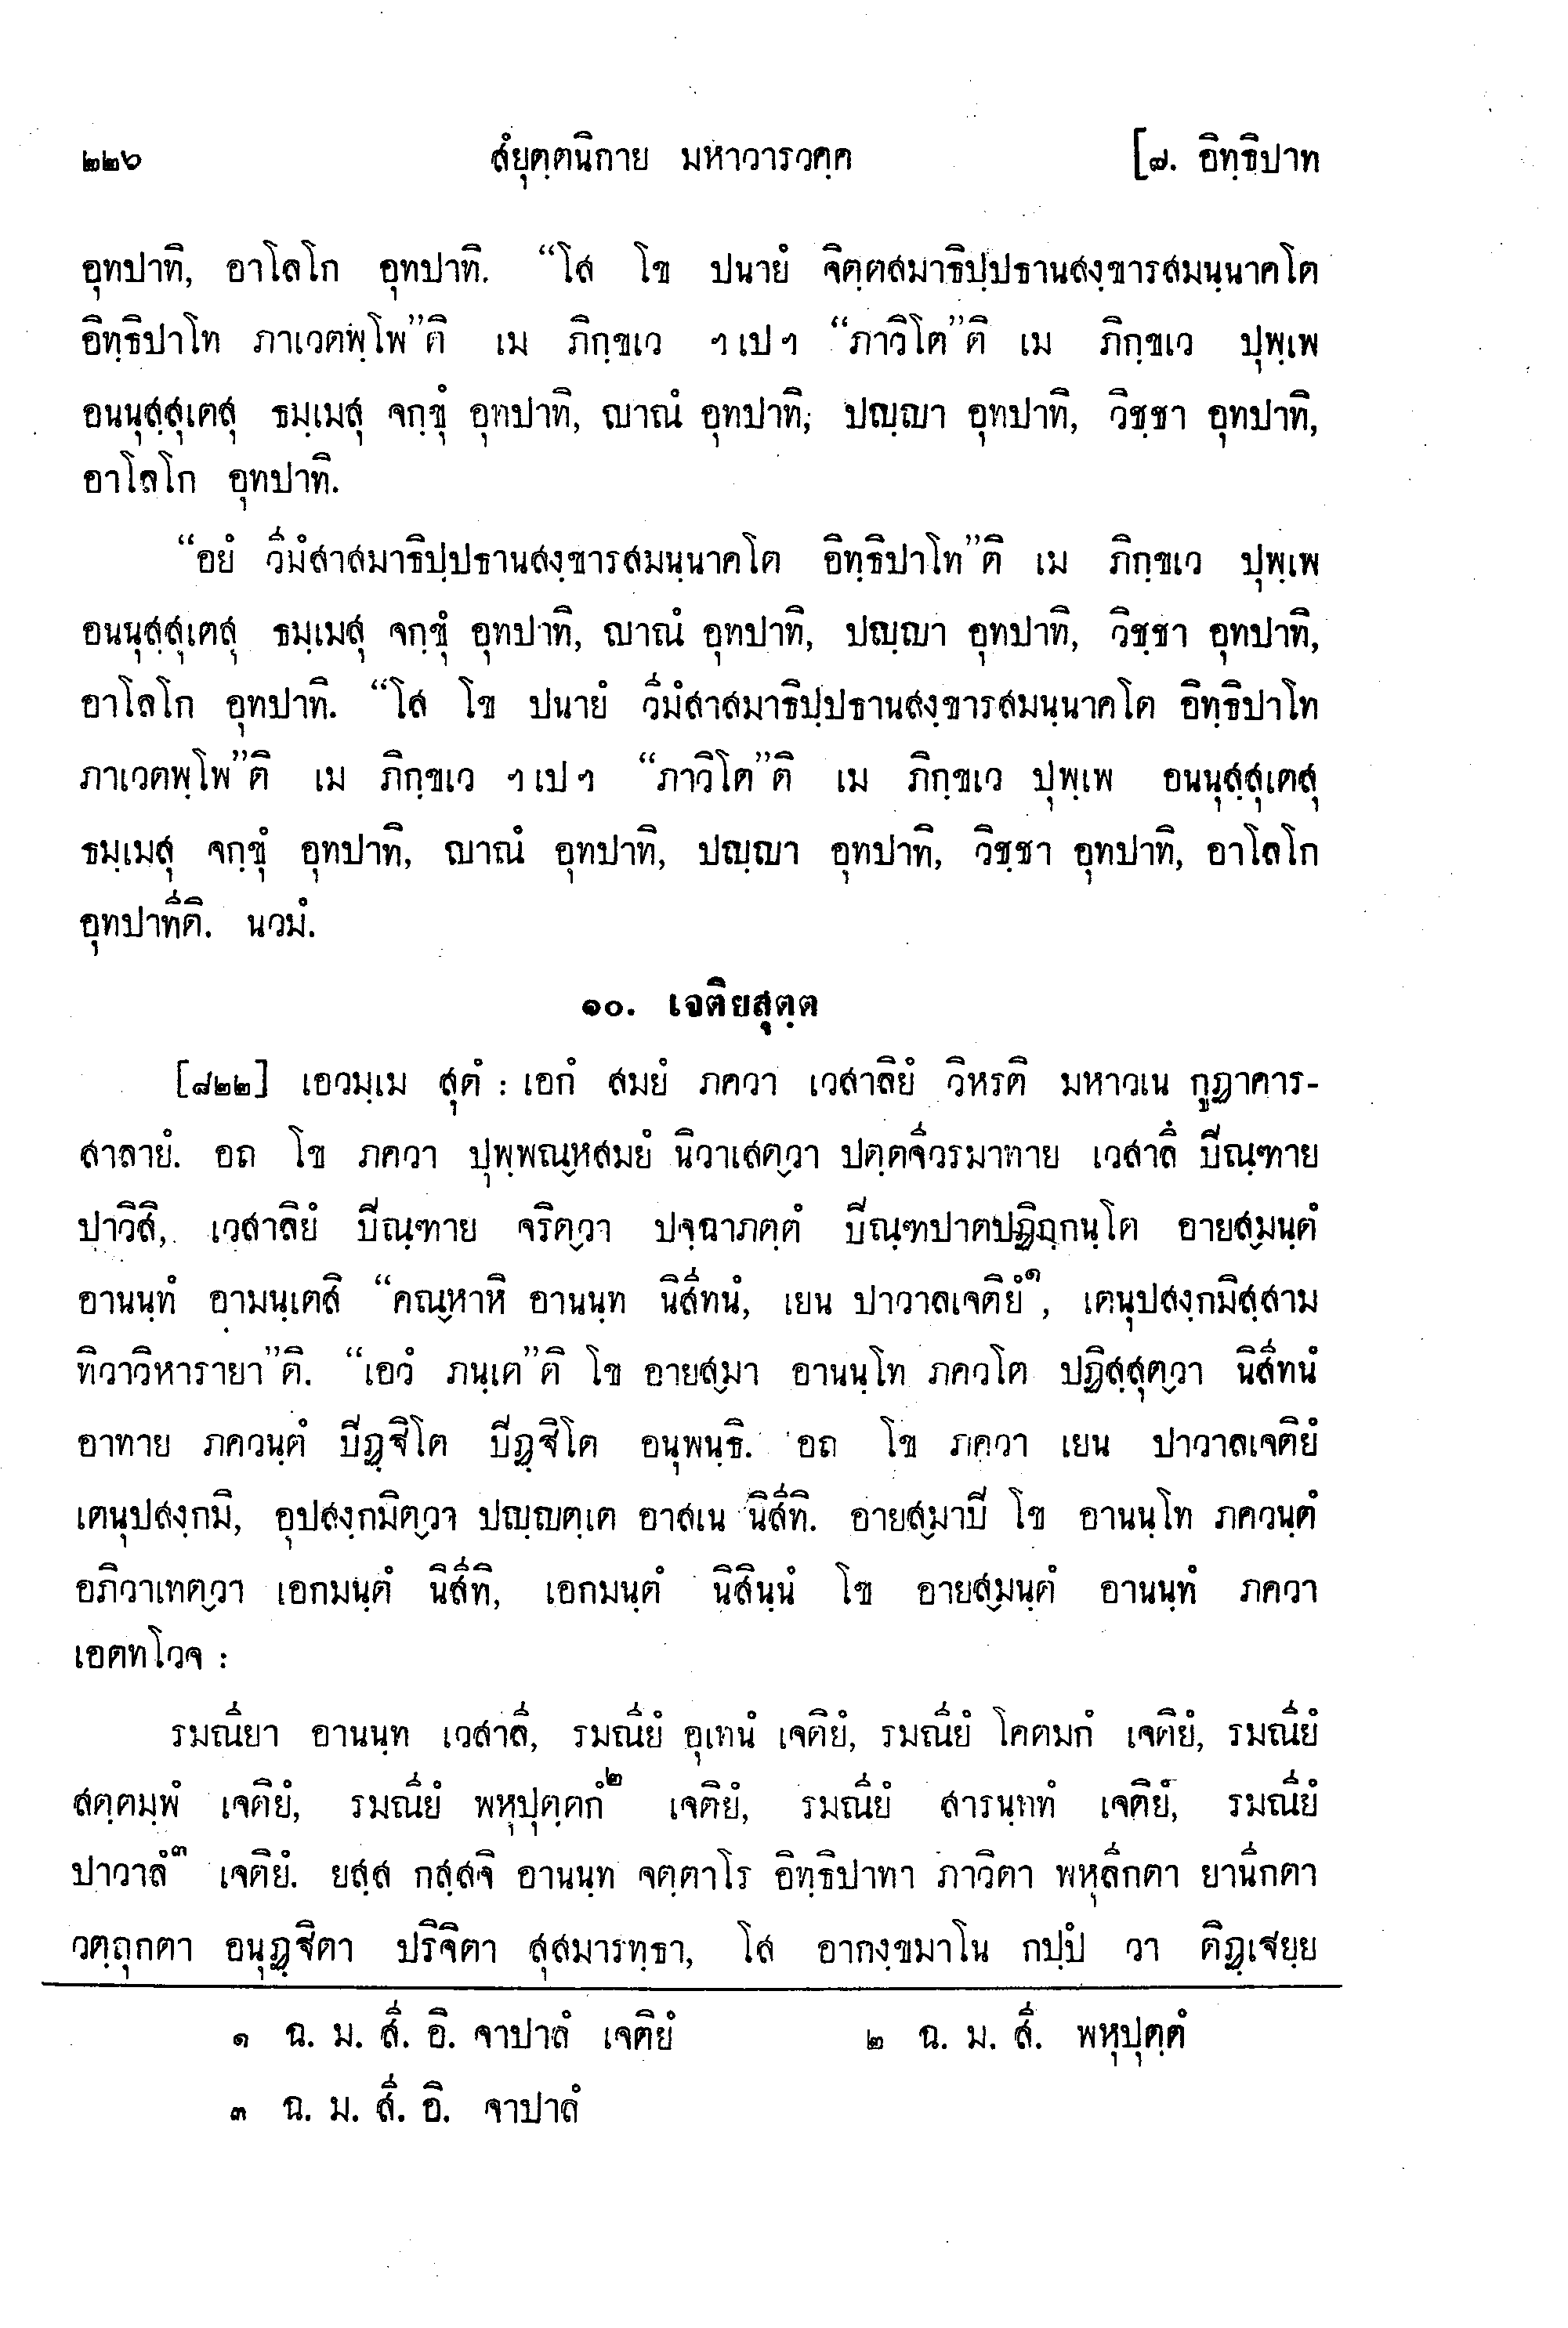 ๒๒๖ สํยุตฺตนิกาย มหาวารวคฺค [๗. อิทฺธิปาท
อุทปาทิ, อาโลโก อุทปาทิ. “โส โข ปนายํ จิตฺตสมาธิปฺปธานสงฺขารสมนฺนาคโต
อิทฺธิปาโท ภาเวตพฺโพ”ติ เม ภิกฺขเว ฯเปฯ “ภาวิโต”ติ เม ภิกฺขเว ปุพฺเพ
อนนุสฺสุเตสุ ธมฺเมสุ จกฺขุํ อุทปาทิ, ญาณํ อุทปาทิ, ปญฺญา อุทปาทิ, วิชฺชา อุทปาทิ,
อาโลโก อุทปาทิ.
“อยํ วีมํสาสมาธิปฺปธานสงฺขารสมนฺนาคโต อิทฺธิปาโท”ติ เม ภิกฺขเว ปุพฺเพ
อนนุสฺสุเตสุ ธมฺเมสุ จกฺขุํ อุทปาทิ, ญาณํ อุทปาทิ, ปญฺญา อุทปาทิ, วิชฺชา อุทปาทิ,
อาโลโก อุทปาทิ. “โส โข ปนายํ วีมํสาสมาธิปฺปธานสงฺขารสมนฺนาคโต อิทฺธิปาโท
ภาเวตพฺโพ”ติ เม ภิกฺขเว ฯเปฯ “ภาวิโต”ติ เม ภิกฺขเว ปุพฺเพ อนนุสฺสุเตสุ
ธมฺเมสุ จกฺขุํ อุทปาทิ, ญาณํ อุทปาทิ, ปญฺญา อุทปาทิ, วิชฺชา อุทปาทิ, อาโลโก
อุทปาทีติ. นวมํ.
๑๐. เจติยสุตฺต
[๘๒๒] เอวมฺเม สุตํ : เอกํ สมยํ ภควา เวสาลิยํ วิหรติ มหาวเน กูฏาคาร-
สาลายํ. อถ โข ภควา ปุพฺพณฺหสมยํ นิวาเสตฺวา ปตฺตจีวรมาทาย เวสาลึ ปิณฺฑาย
ปาวิสิ, เวสาลิยํ ปิณฺฑาย จริตฺวา ปจฺฉาภตฺตํ ปิณฺฑปาตปฏิกฺกนฺโต อายสฺมนฺตํ
อานนฺทํ อามนฺเตสิ “คณฺหาหิ อานนฺท นิสีทนํ, เยน ปาวาลเจติยํ๑, เตนุปสงฺกมิสฺสาม
ทิวาวิหารายา”ติ. “เอวํ ภนฺเต”ติ โข อายสฺมา อานนฺโท ภควโต ปฏิสฺสุตฺวา นิสีทนํ
อาทาย ภควนฺตํ ปิฏฺฐิโต ปิฏฺฐิโต อนุพนฺธิ. อถ โข ภควา เยน ปาวาลเจติยํ
เตนุปสงฺกมิ, อุปสงฺกมิตฺวา ปญฺญตฺเต อาสเน นิสีทิ. อายสฺมาปิ โข อานนฺโท ภควนฺตํ
อภิวาเทตฺวา เอกมนฺตํ นิสีทิ, เอกมนฺตํ นิสินฺนํ โข อายสฺมนฺตํ อานนฺทํ ภควา
เอตทโวจ :
รมณียา อานนฺท เวสาลี, รมณียํ อุเทนํ เจติยํ, รมณียํ โคตมกํ เจติยํ, รมณียํ
สตฺตมฺพํ เจติยํ, รมณียํ พหุปุตฺตกํ๒ เจติยํ, รมณียํ สารนฺททํ เจติยํ, รมณียํ
ปาวาลํ๓ เจติยํ. ยสฺส กสฺสจิ อานนฺท จตฺตาโร อิทฺธิปาทา ภาวิตา พหุลีกตา ยานีกตา
วตฺถุกตา อนุฏฺฐิตา ปริจิตา สุสมารทฺธา, โส อากงฺขมาโน กปฺปํ วา ติฏฺเฐยฺย
๑ ฉ. ม. สี. อิ. จาปาลํ เจติยํ ๒ ฉ. ม. สี. พหุปุตฺตํ
๓ ฉ. ม. สี. อิ. จาปาลํ